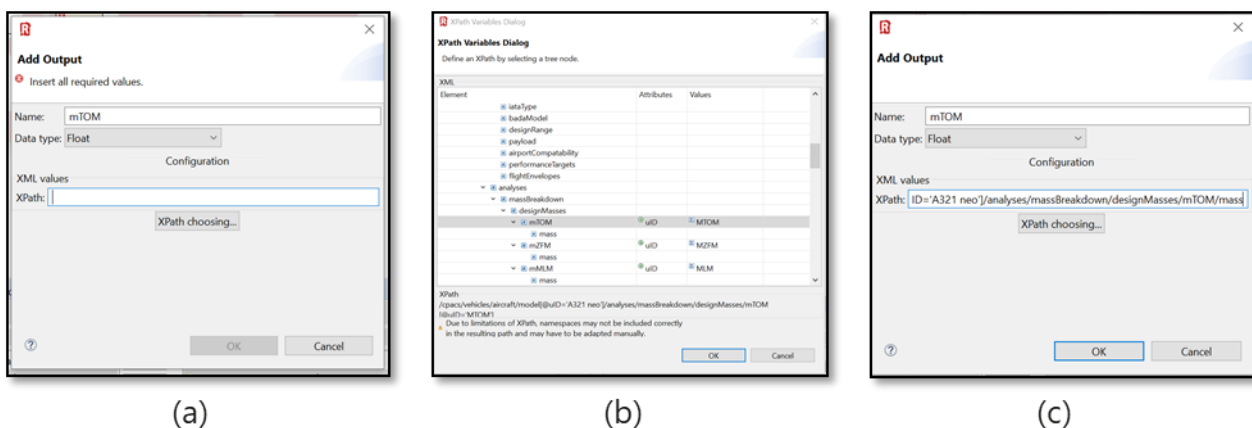 Add Output
Insert all required values.
Name: mTOM
Data type: Float
Configuration
XML values
XPath:
XPath choosing...
OK Cancel
(a)
XPath Variables Dialog
XPath Variables Dialog
Define an XPath by selecting a tree node.
XML
Element Attributes Values
iataType
badaModel
designRange
payload
airportCompatability
performanceTargets
flightEnvelopes
analyses
massBreakdown
designMasses
mTOM uID MTOM
mass
mZFM uID MZFM
mass
mMLM uID MLM
mass
XPath
/cpacs/vehicles/aircraft/model[@uID='A321 neo']/analyses/massBreakdown/designMasses/mTOM
[@uID='MTOM']
Due to limitations of XPath, namespaces may not be included correctly
in the resulting path and may have to be adapted manually.
OK Cancel
(b)
Add Output
Name: mTOM
Data type: Float
Configuration
XML values
XPath: ID='A321 neo']/analyses/massBreakdown/designMasses/mTOM/mass
XPath choosing...
OK Cancel
(c)